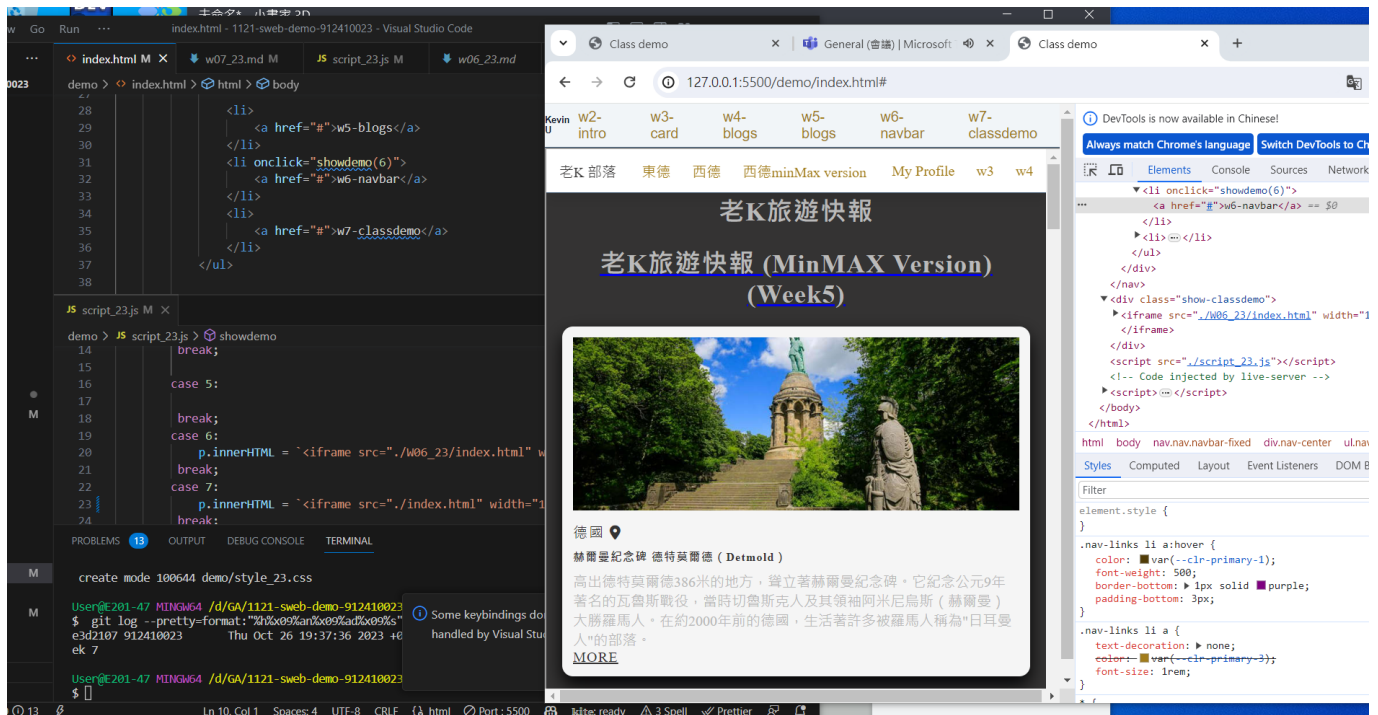 未命名* - 小畫家 3D
w Go Run ··· index.html - 1121-sweb-demo-912410023 - Visual Studio Code
index.html M
w07_23.md M
JS script_23.js M
w06_23.md
0023
demo > index.html > html > body
27
28 <li>
29 <a href="#">w5-blogs</a>
30 </li>
31 <li onclick="showdemo(6)">
32 <a href="#">w6-navbar</a>
33 </li>
34 <li>
35 <a href="#">w7-classdemo</a>
36 </li>
37 </ul>
38
JS script_23.js M
demo > JS script_23.js > showdemo
14 break;
15
16 case 5:
17
18 break;
19 case 6:
20 p.innerHTML = `<iframe src="./W06_23/index.html" w
21 break;
22 case 7:
23 p.innerHTML = `<iframe src="./index.html" width="1
24 break;
M
M
M
PROBLEMS 13 OUTPUT DEBUG CONSOLE TERMINAL
create mode 100644 demo/style_23.css
User@E201-47 MINGW64 /d/GA/1121-sweb-demo-912410023
$ git log --pretty=format:"%h%x09%an%x09%ad%x09%s"
e3d2107 912410023 Thu Oct 26 19:37:36 2023 +0
ek 7
User@E201-47 MINGW64 /d/GA/1121-sweb-demo-912410023
$
Some keybindings do
handled by Visual Stu
13 Ln 10, Col 1 Spaces: 4 UTF-8 CRLF html Port : 5500 kite: ready 3 Spell Prettier
Class demo
General (會議) | Microsoft
Class demo
127.0.0.1:5500/demo/index.html#
Kevin U
w2-intro
w3-card
w4-blogs
w5-blogs
w6-navbar
w7-classdemo
老K 部落 東德 西德 西德minMax version My Profile w3 w4
老K旅遊快報
老K旅遊快報 (MinMAX Version)
(Week5)
德國
赫爾曼紀念碑 德特莫爾德 ( Detmold )
高出德特莫爾德386米的地方，聳立著赫爾曼紀念碑。它紀念公元9年
著名的瓦魯斯戰役，當時切魯斯克人及其領袖阿米尼烏斯 ( 赫爾曼 )
大勝羅馬人。在約2000年前的德國，生活著許多被羅馬人稱為"日耳曼
人"的部落。
MORE
DevTools is now available in Chinese!
Always match Chrome's language
Switch DevTools to Ch
Elements Console Sources Network
<li onclick="showdemo(6)">
··· <a href="#">w6-navbar</a> == $0
</li>
<li>···</li>
</ul>
</div>
</nav>
<div class="show-classdemo">
<iframe src="./W06_23/index.html" width="1
</iframe>
</div>
<script src="./script_23.js"></script>
<!-- Code injected by live-server -->
<script>···</script>
</body>
</html>
html body nav.nav.navbar-fixed div.nav-center ul.nav
Styles Computed Layout Event Listeners DOM B
Filter
element.style {
}
.nav-links li a:hover {
color: var(--clr-primary-1);
font-weight: 500;
border-bottom: 1px solid purple;
padding-bottom: 3px;
}
.nav-links li a {
text-decoration: none;
color: var(--clr-primary-3);
font-size: 1rem;
}
* {